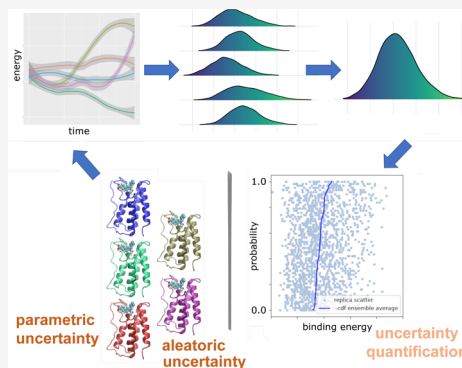 energy
time
1.0
probability
0.0
replica scatter
cdf ensemble average
binding energy
parametric
uncertainty
aleatoric
uncertainty
uncertainty
quantification